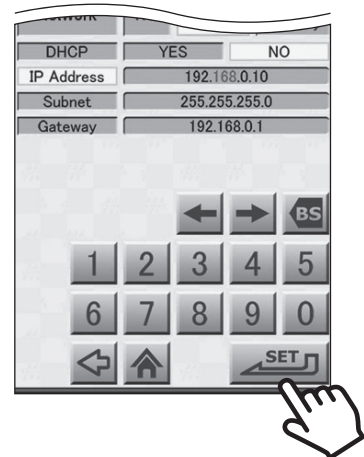 DHCP YES NO
IP Address 192.168.0.10
Subnet 255.255.255.0
Gateway 192.168.0.1
BS
1 2 3 4 5
6 7 8 9 0
SET